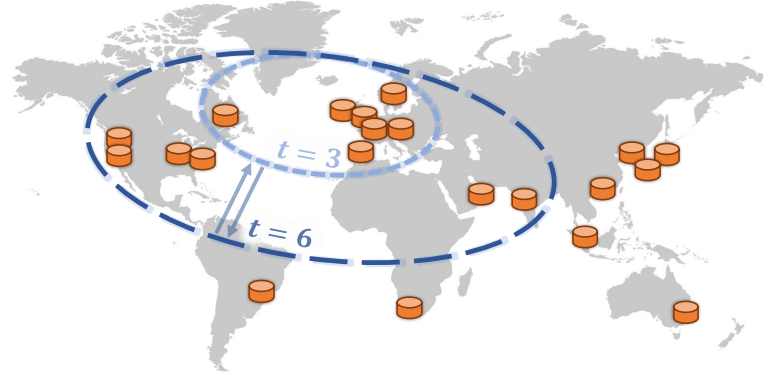 t = 3
t = 6